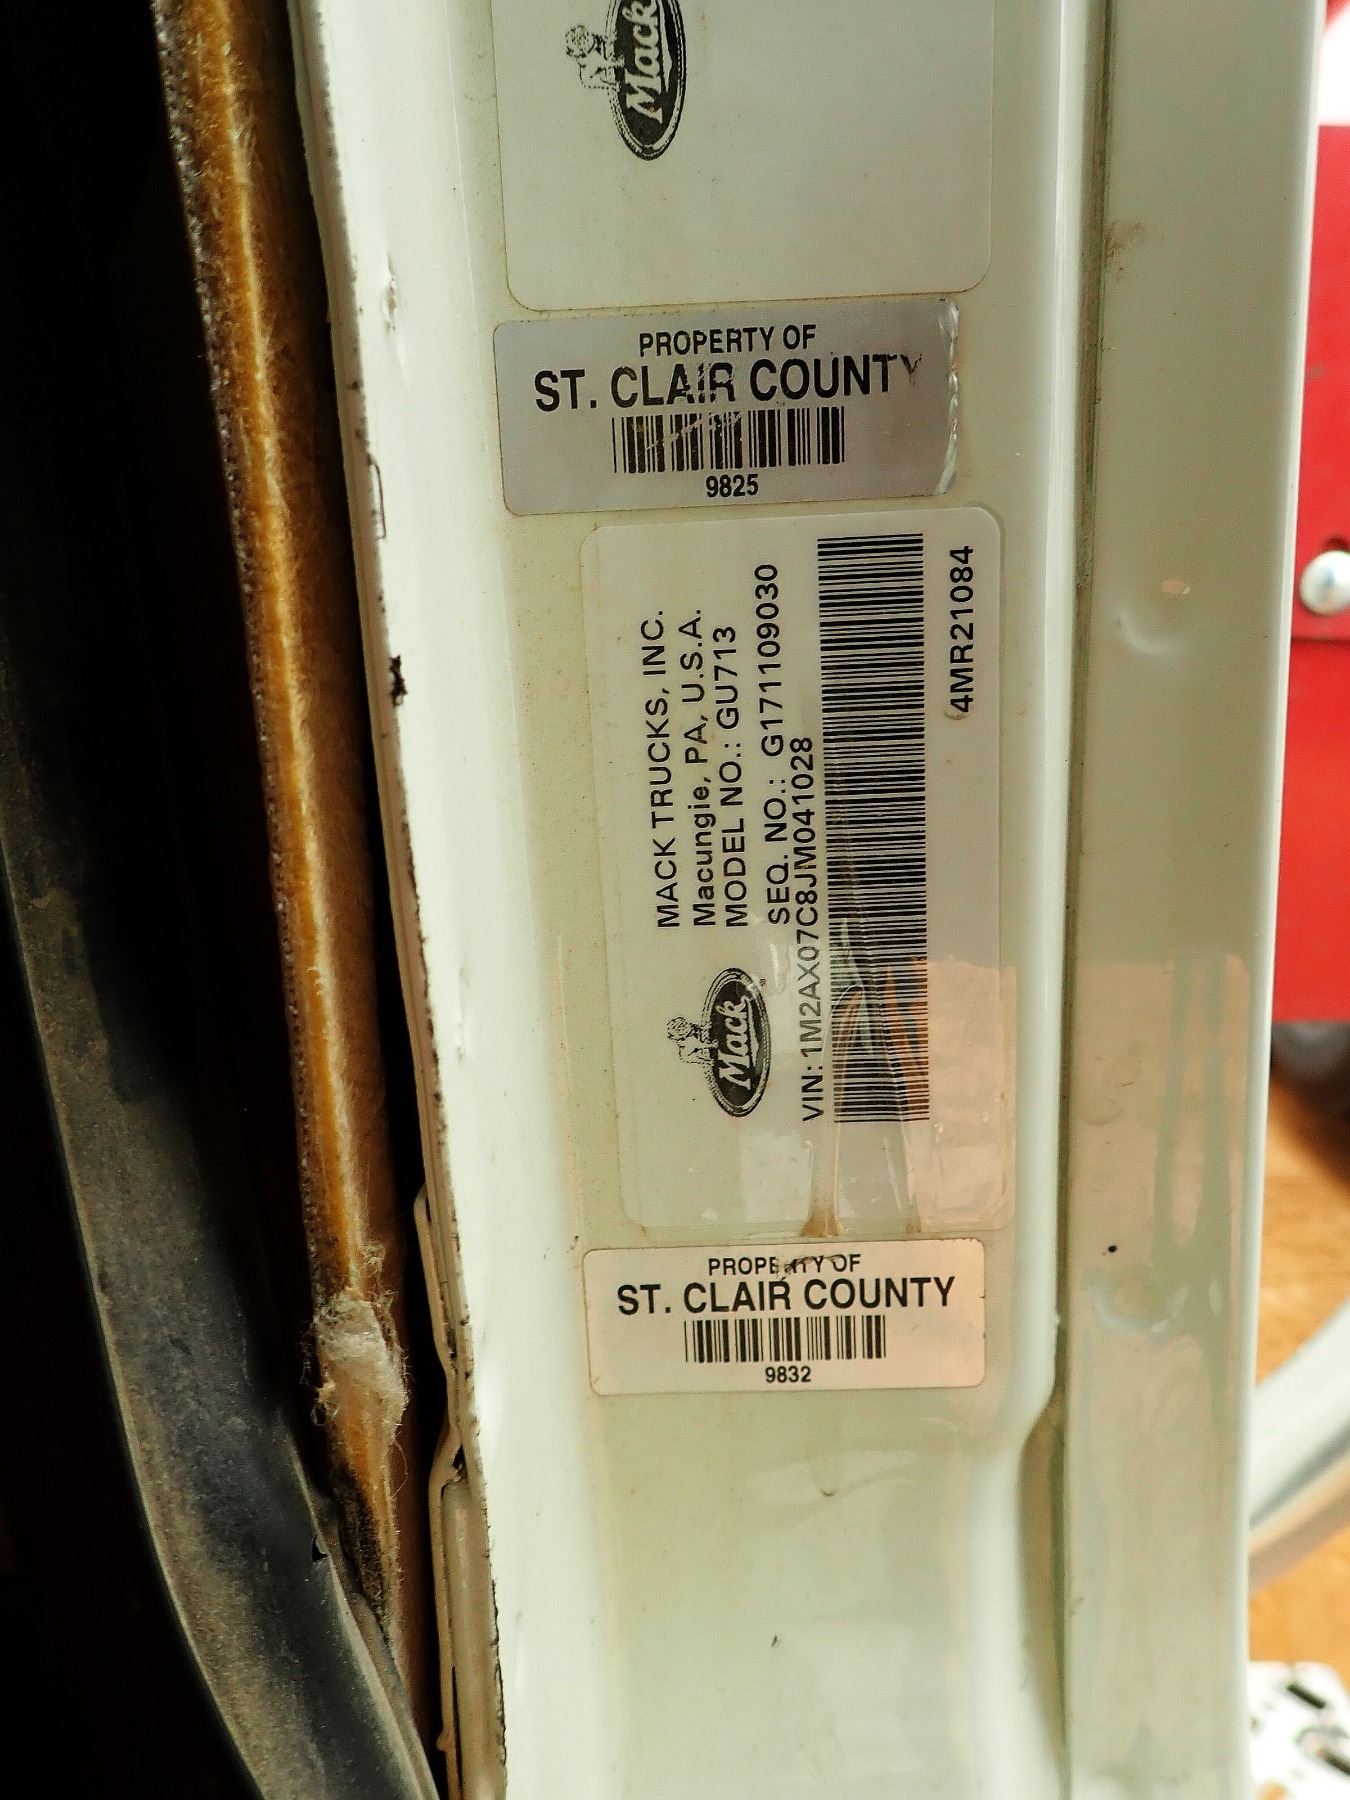 Mack
PROPERTY OF
ST. CLAIR COUNTY
9825
MACK TRUCKS, INC.
Macungie, PA, U.S.A.
MODEL NO.: GU713
SEQ. NO.: G171109030
Mack
VIN: 1M2AX07C8JM041028
4MR21084
PROPERTY OF
ST. CLAIR COUNTY
9832